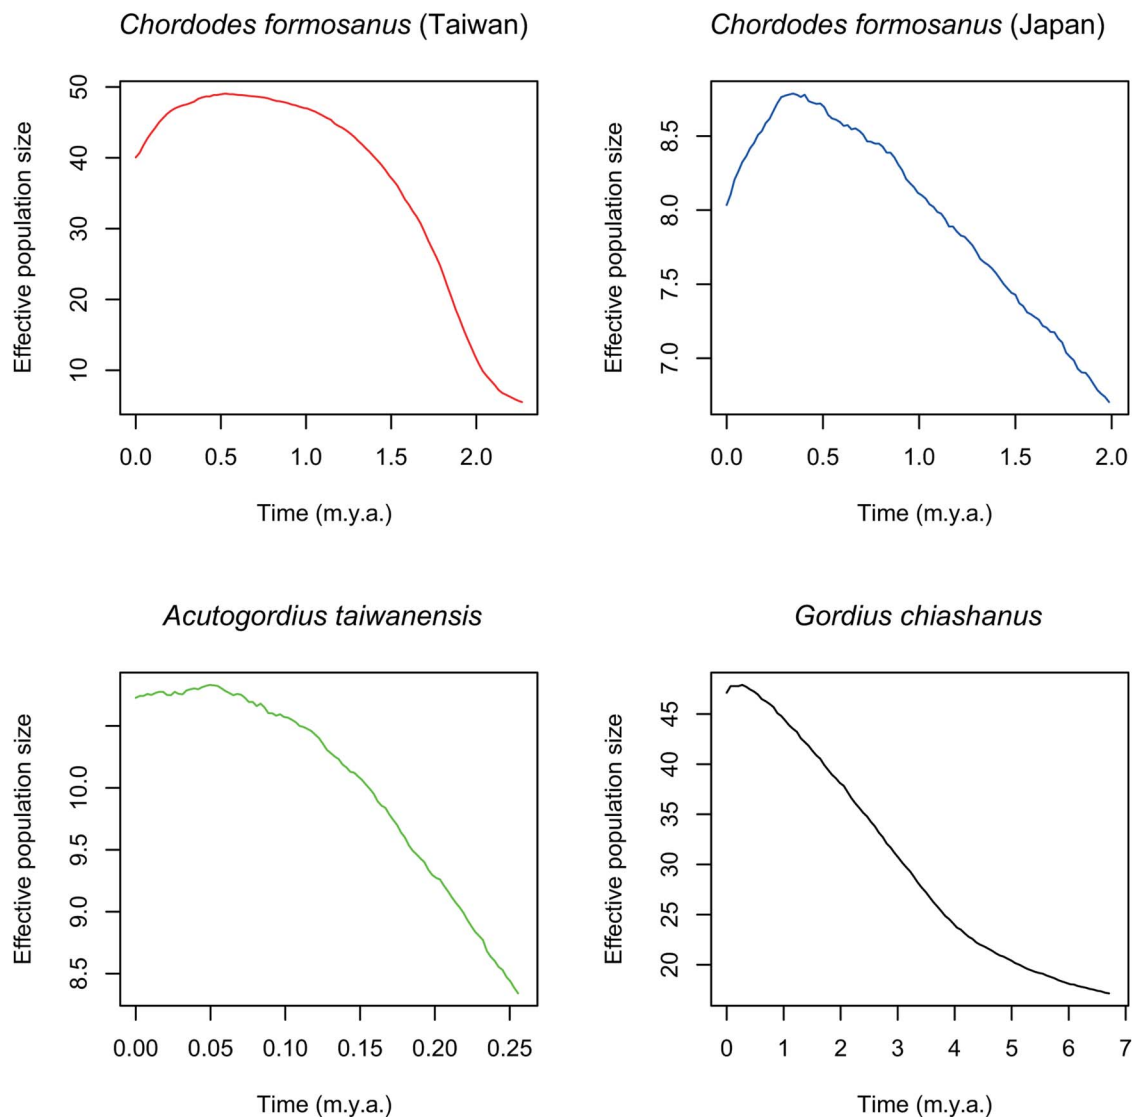 Chordodes formosanus (Taiwan)
Effective population size
50
40
30
20
10
0.0 0.5 1.0 1.5 2.0
Time (m.y.a.)
Chordodes formosanus (Japan)
Effective population size
8.5
8.0
7.5
7.0
0.0 0.5 1.0 1.5 2.0
Time (m.y.a.)
Acutogordius taiwanensis
Effective population size
10.0
9.5
9.0
8.5
0.00 0.05 0.10 0.15 0.20 0.25
Time (m.y.a.)
Gordius chiashanus
Effective population size
45
40
35
30
25
20
0 1 2 3 4 5 6 7
Time (m.y.a.)